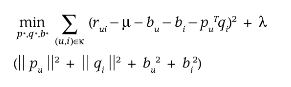 min p*,q*,b* ∑ (u,i)∈κ (r_ui − μ − b_u − b_i − p_u^T q_i)² + λ
(|| p_u ||² + || q_i ||² + b_u² + b_i²)